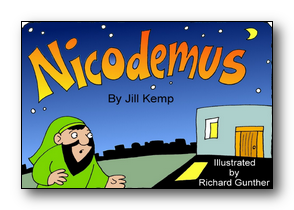 Nicodemus
By Jill Kemp
Illustrated
by
Richard Gunther